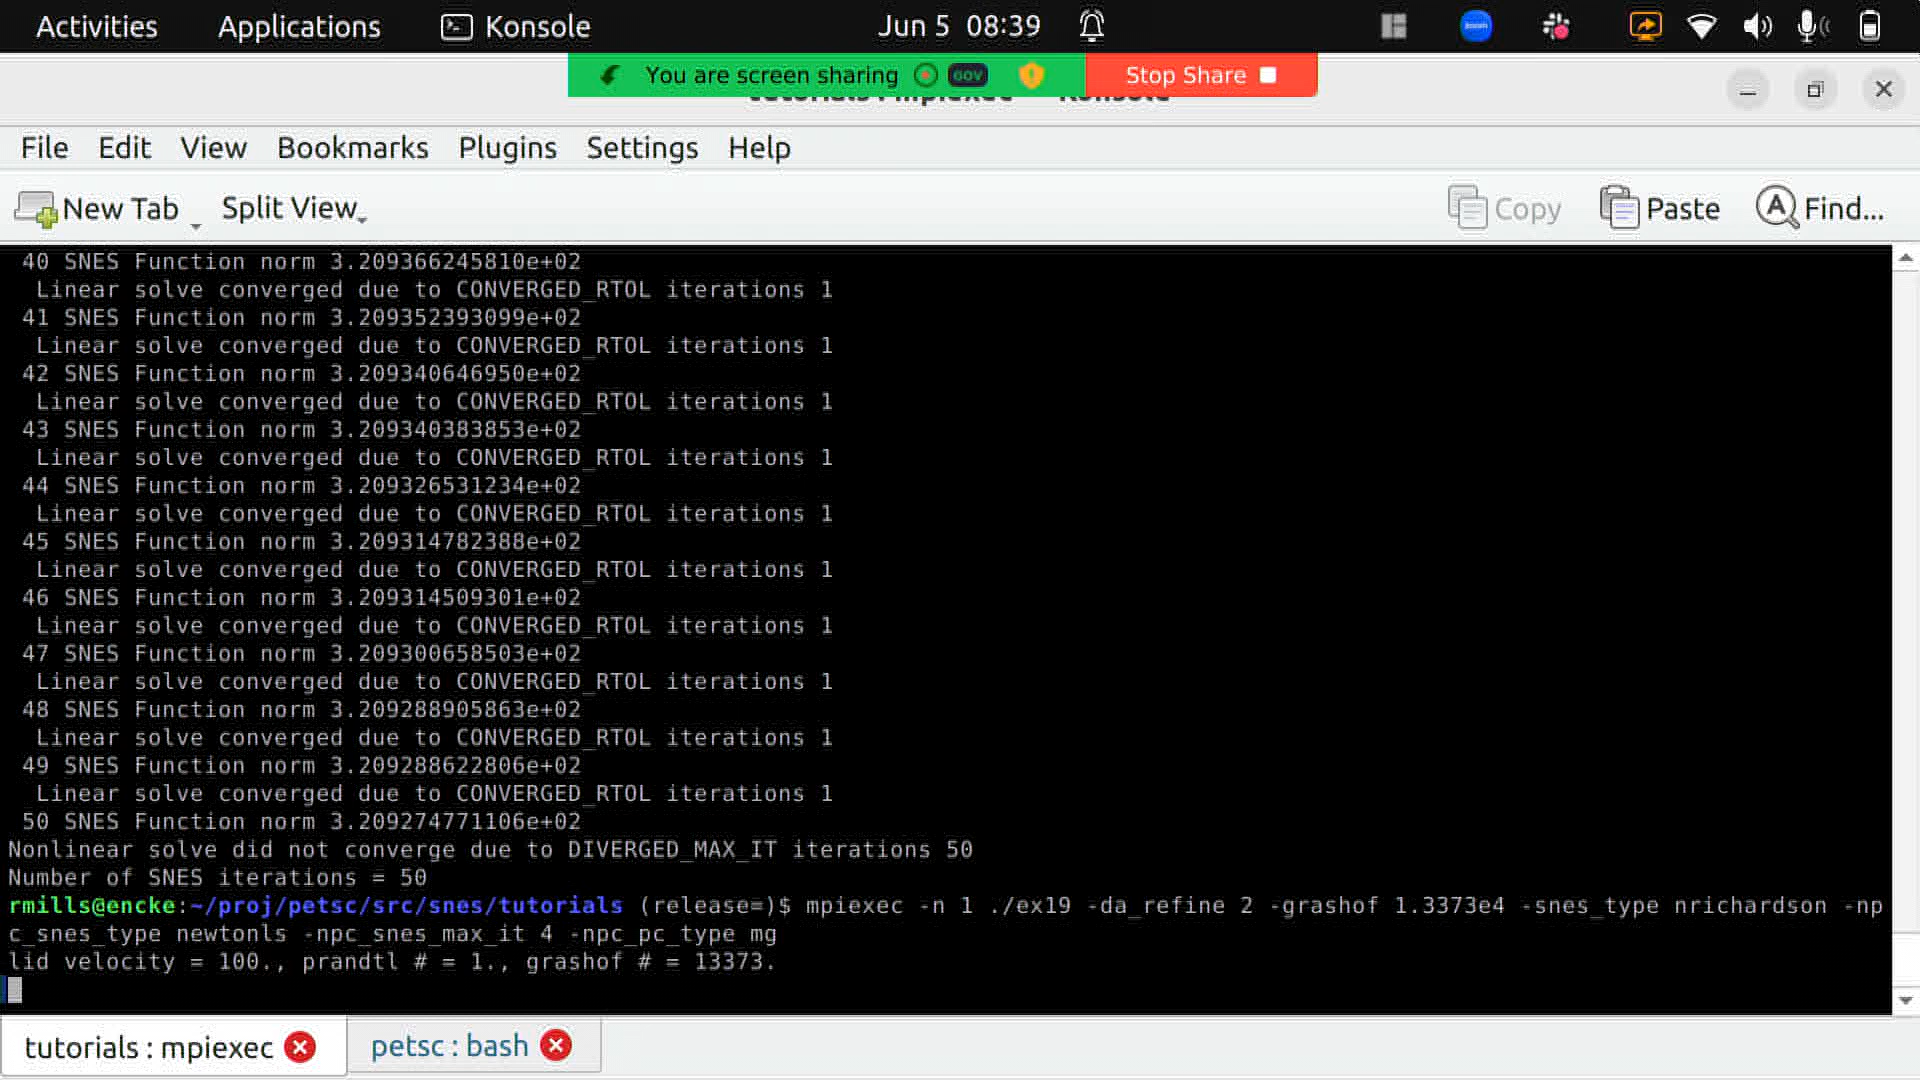 Activities Applications Konsole Jun 5 08:39 zoom
You are screen sharing GOV Stop Share
File Edit View Bookmarks Plugins Settings Help
New Tab Split View Copy Paste Find...
40 SNES Function norm 3.209366245810e+02
Linear solve converged due to CONVERGED_RTOL iterations 1
41 SNES Function norm 3.209352393099e+02
Linear solve converged due to CONVERGED_RTOL iterations 1
42 SNES Function norm 3.209340646950e+02
Linear solve converged due to CONVERGED_RTOL iterations 1
43 SNES Function norm 3.209340383853e+02
Linear solve converged due to CONVERGED_RTOL iterations 1
44 SNES Function norm 3.209326531234e+02
Linear solve converged due to CONVERGED_RTOL iterations 1
45 SNES Function norm 3.209314782388e+02
Linear solve converged due to CONVERGED_RTOL iterations 1
46 SNES Function norm 3.209314509301e+02
Linear solve converged due to CONVERGED_RTOL iterations 1
47 SNES Function norm 3.209300658503e+02
Linear solve converged due to CONVERGED_RTOL iterations 1
48 SNES Function norm 3.209288905863e+02
Linear solve converged due to CONVERGED_RTOL iterations 1
49 SNES Function norm 3.209288622806e+02
Linear solve converged due to CONVERGED_RTOL iterations 1
50 SNES Function norm 3.209274771106e+02
Nonlinear solve did not converge due to DIVERGED_MAX_IT iterations 50
Number of SNES iterations = 50
rmills@encke:~/proj/petsc/src/snes/tutorials (release=)$ mpiexec -n 1 ./ex19 -da_refine 2 -grashof 1.3373e4 -snes_type nrichardson -np
c_snes_type newtonls -npc_snes_max_it 4 -npc_pc_type mg
lid velocity = 100., prandtl # = 1., grashof # = 13373.
tutorials : mpiexec petsc : bash